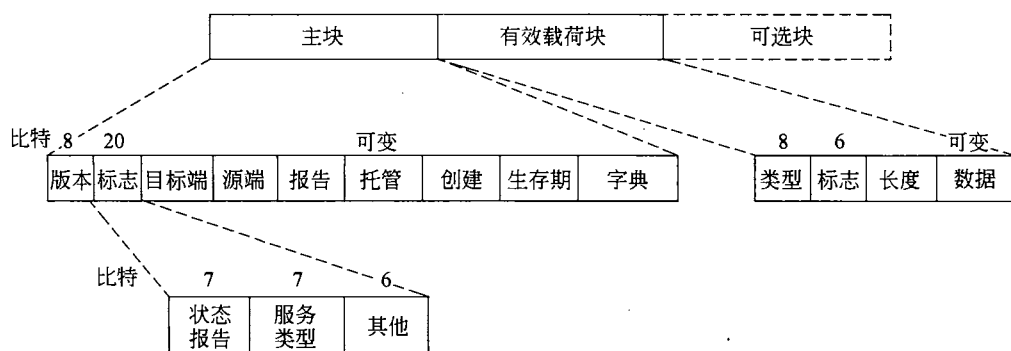 主块 有效载荷块 可选块
比特 8 20 可变 8 6 可变
版本 标志 目标端 源端 报告 托管 创建 生存期 字典 类型 标志 长度 数据
比特 7 7 6
状态 服务 其他
报告 类型